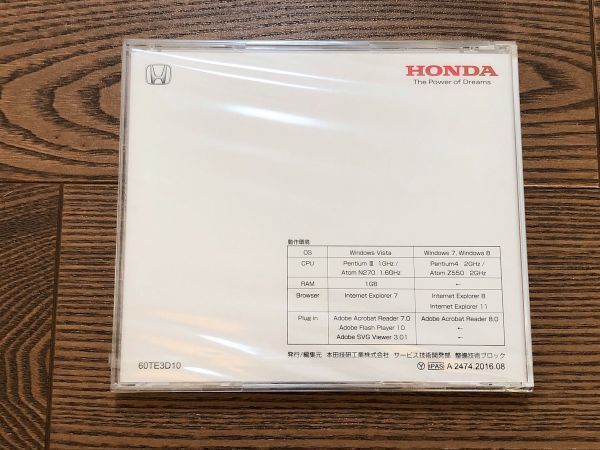 HONDA
The Power of Dreams
動作環境
OS Windows Vista Windows 7, Windows 8
CPU Pentium Ⅲ 1GHz / Pentium4 2GHz /
Atom N270 1.6GHz Atom Z550 2GHz
RAM 1GB ←
Browser Internet Explorer 7 Internet Explorer 8
Internet Explorer 11
Plug in Adobe Acrobat Reader 7.0 Adobe Acrobat Reader 8.0
Adobe Flash Player 10 ←
Adobe SVG Viewer 3.01 ←
発行/編集元 本田技研工業株式会社 サービス技術開発部 整備技術ブロック
60TE3D10
Ⓨ IPAS A 2474.2016.08